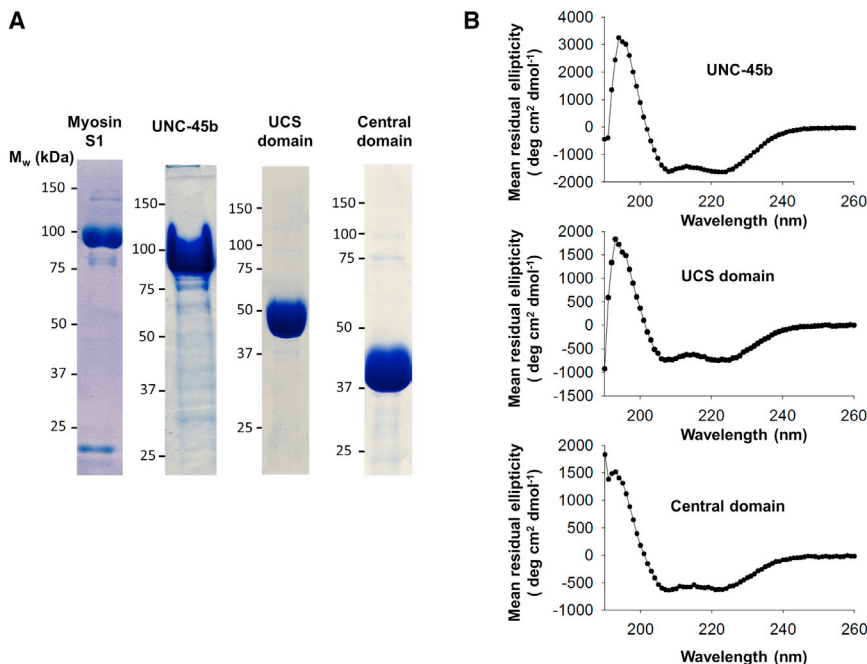 A
Myosin S1
UNC-45b
UCS domain
Central domain
Mw (kDa)
150
100
75
50
37
25
150
100
75
50
37
25
150
100
75
50
37
25
150
100
75
50
37
25
B
Mean residual ellipticity
( deg cm2 dmol-1)
4000
3000
2000
1000
0
-1000
-2000
UNC-45b
200 220 240 260
Wavelength (nm)
Mean residual ellipticity
( deg cm2 dmol-1)
2000
1500
1000
500
0
-500
1000
1500
UCS domain
200 220 240 260
Wavelength (nm)
Mean residual ellipticity
( deg cm2 dmol-1)
2000
1500
1000
500
0
-500
-1000
Central domain
200 220 240 260
Wavelength (nm)